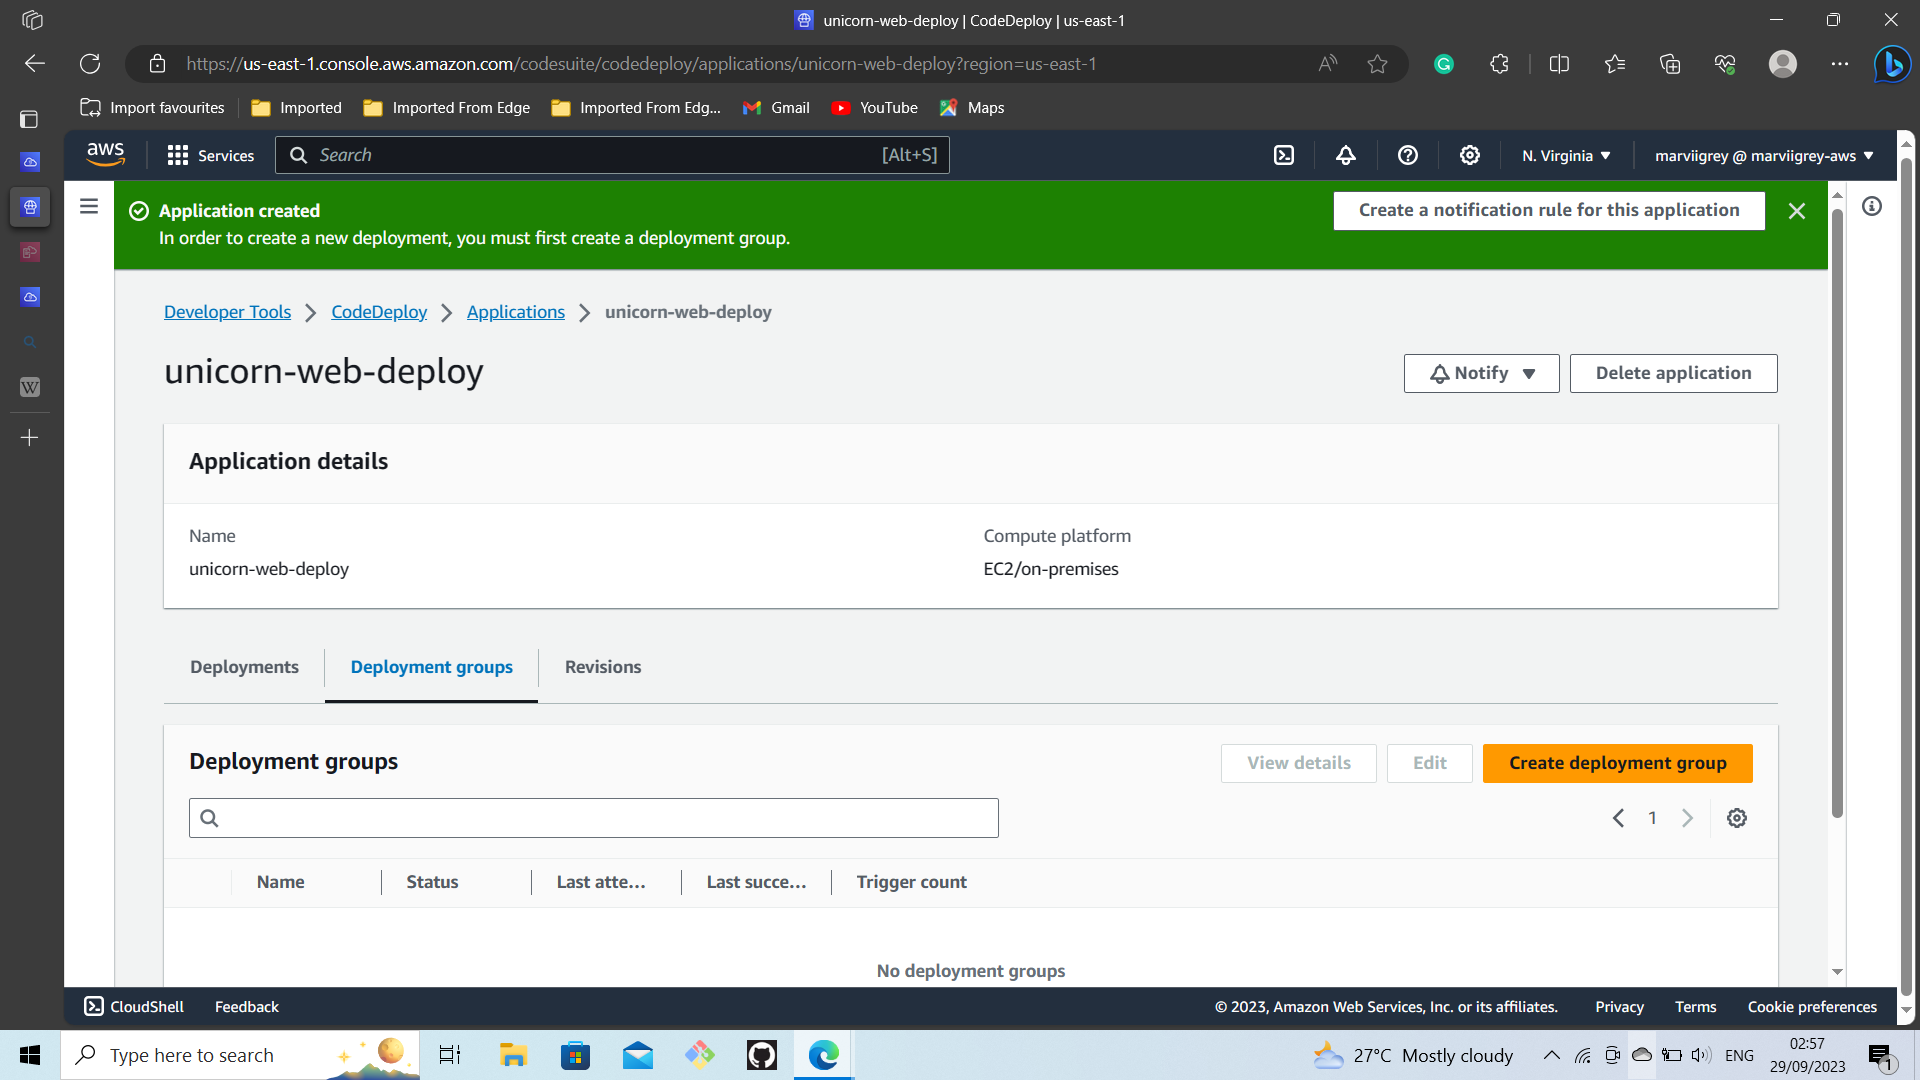 unicorn-web-deploy | CodeDeploy | us-east-1
https://us-east-1.console.aws.amazon.com/codesuite/codedeploy/applications/unicorn-web-deploy?region=us-east-1
Import favourites Imported Imported From Edge Imported From Edg... Gmail YouTube Maps
aws Services Search [Alt+S] N. Virginia marviigrey @ marviigrey-aws
Application created
Create a notification rule for this application
In order to create a new deployment, you must first create a deployment group.
Developer Tools CodeDeploy Applications unicorn-web-deploy
unicorn-web-deploy
Notify Delete application
Application details
Name Compute platform
unicorn-web-deploy EC2/on-premises
Deployments Deployment groups Revisions
Deployment groups View details Edit Create deployment group
1
Name Status Last atte... Last succe... Trigger count
No deployment groups
CloudShell Feedback © 2023, Amazon Web Services, Inc. or its affiliates. Privacy Terms Cookie preferences
Type here to search 27°C Mostly cloudy ENG 02:57
29/09/2023 1